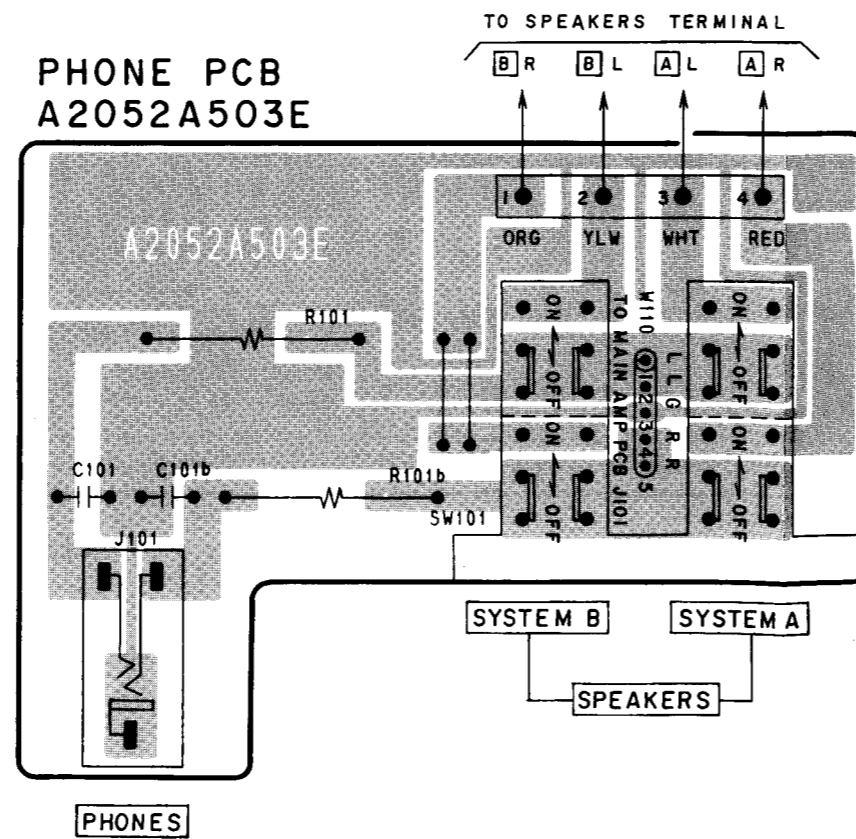 TO SPEAKERS TERMINAL
B R B L A L A R
PHONE PCB
A2052A503E
1 2 3 4
ORG YLW WHT RED
A2052A503E
R101
W110
TO MAIN AMP PCB J101
1 2 3 4 5
L L G R R
ON OFF ON OFF
ON OFF ON OFF
C101 C101b R101b
SW101
J101
SYSTEM B SYSTEM A
SPEAKERS
PHONES